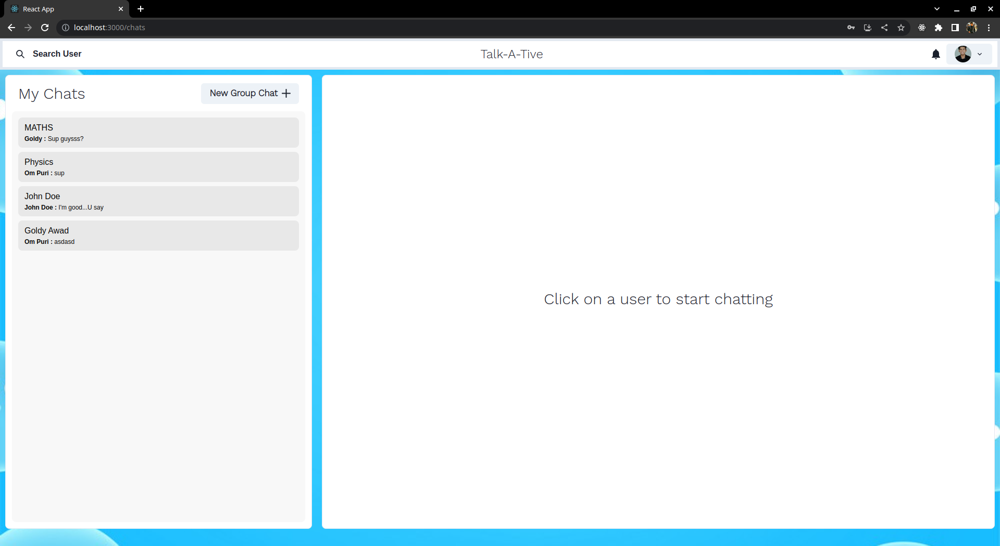 React App
localhost:3000/chats
Search User
Talk-A-Tive
My Chats
New Group Chat
MATHS
Goldy : Sup guysss?
Physics
Om Puri : sup
John Doe
John Doe : I'm good...U say
Goldy Awad
Om Puri : asdasd
Click on a user to start chatting